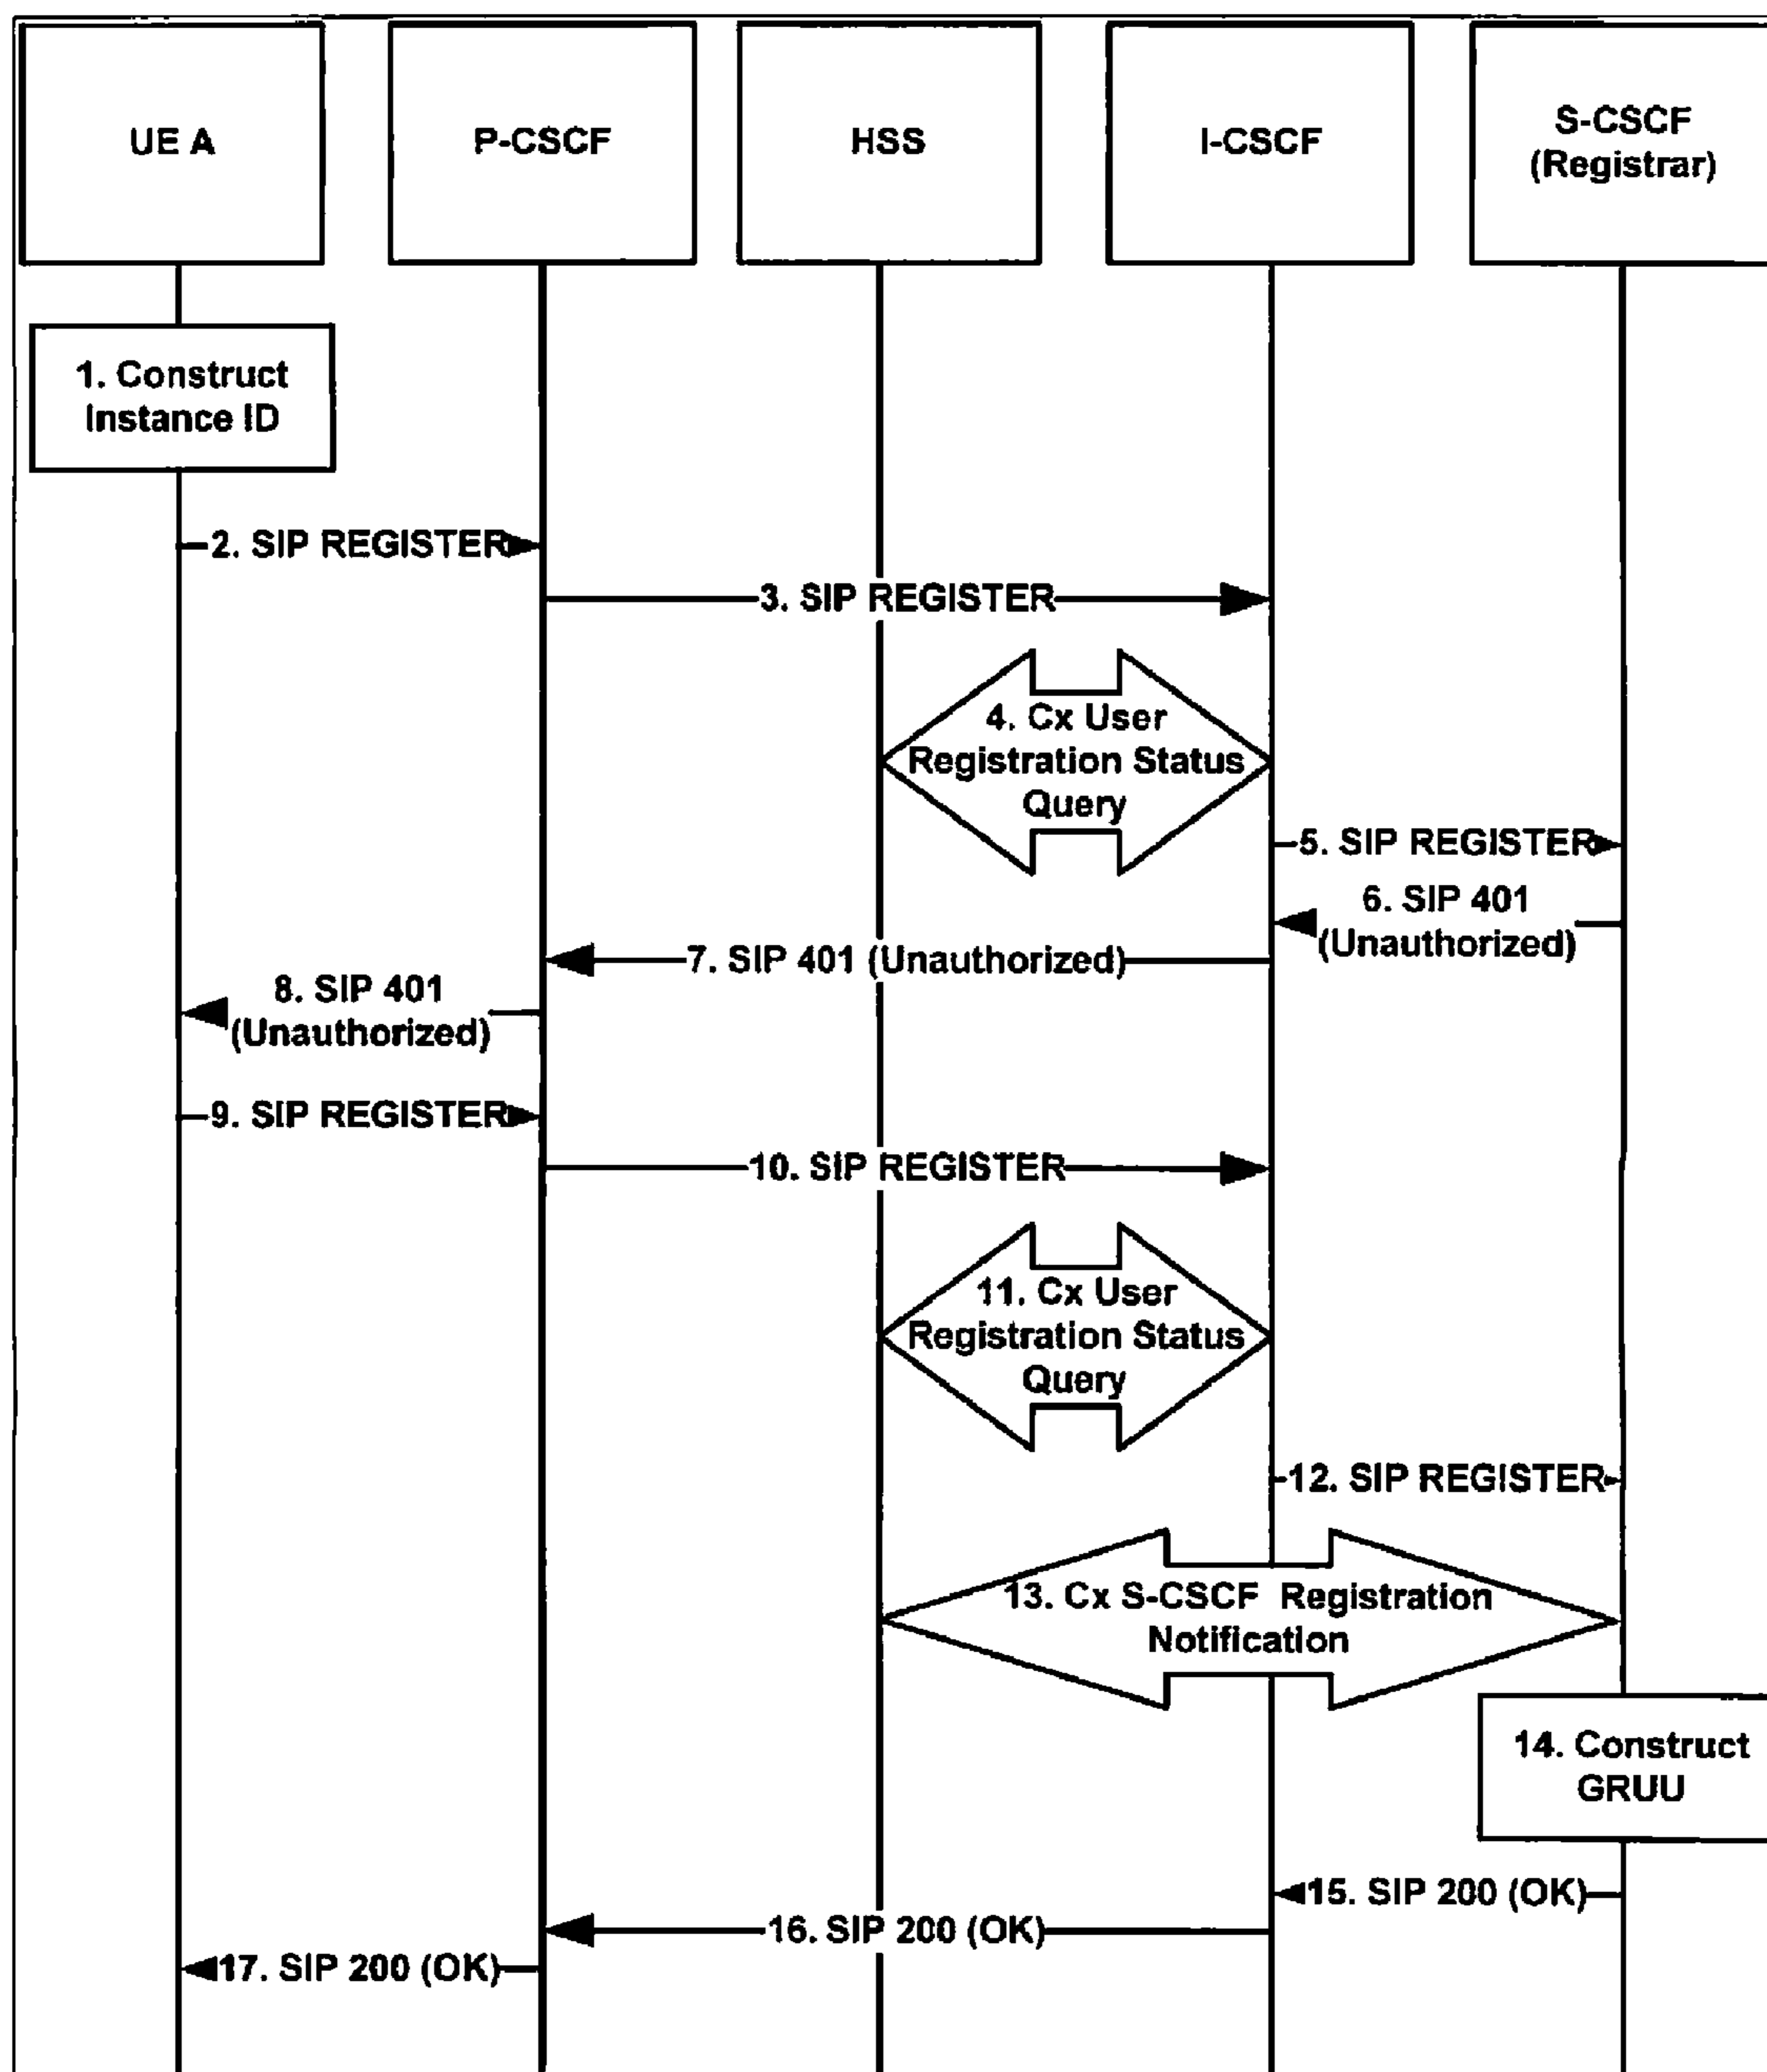 UE A
P-CSCF
HSS
I-CSCF
S-CSCF
(Registrar)
1. Construct
Instance ID
2. SIP REGISTER
3. SIP REGISTER
4. Cx User
Registration Status
Query
5. SIP REGISTER
6. SIP 401
(Unauthorized)
7. SIP 401 (Unauthorized)
8. SIP 401
(Unauthorized)
9. SIP REGISTER
10. SIP REGISTER
11. Cx User
Registration Status
Query
12. SIP REGISTER
13. Cx S-CSCF Registration
Notification
14. Construct
GRUU
15. SIP 200 (OK)
16. SIP 200 (OK)
17. SIP 200 (OK)